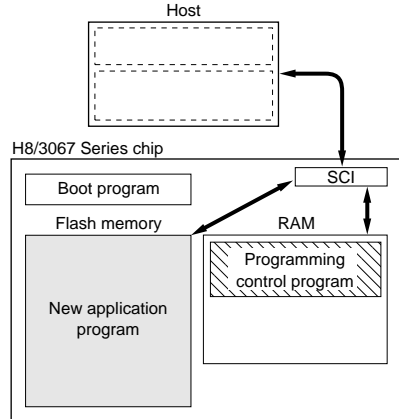 Host
H8/3067 Series chip
SCI
Boot program
Flash memory
RAM
Programming
control program
New application
program